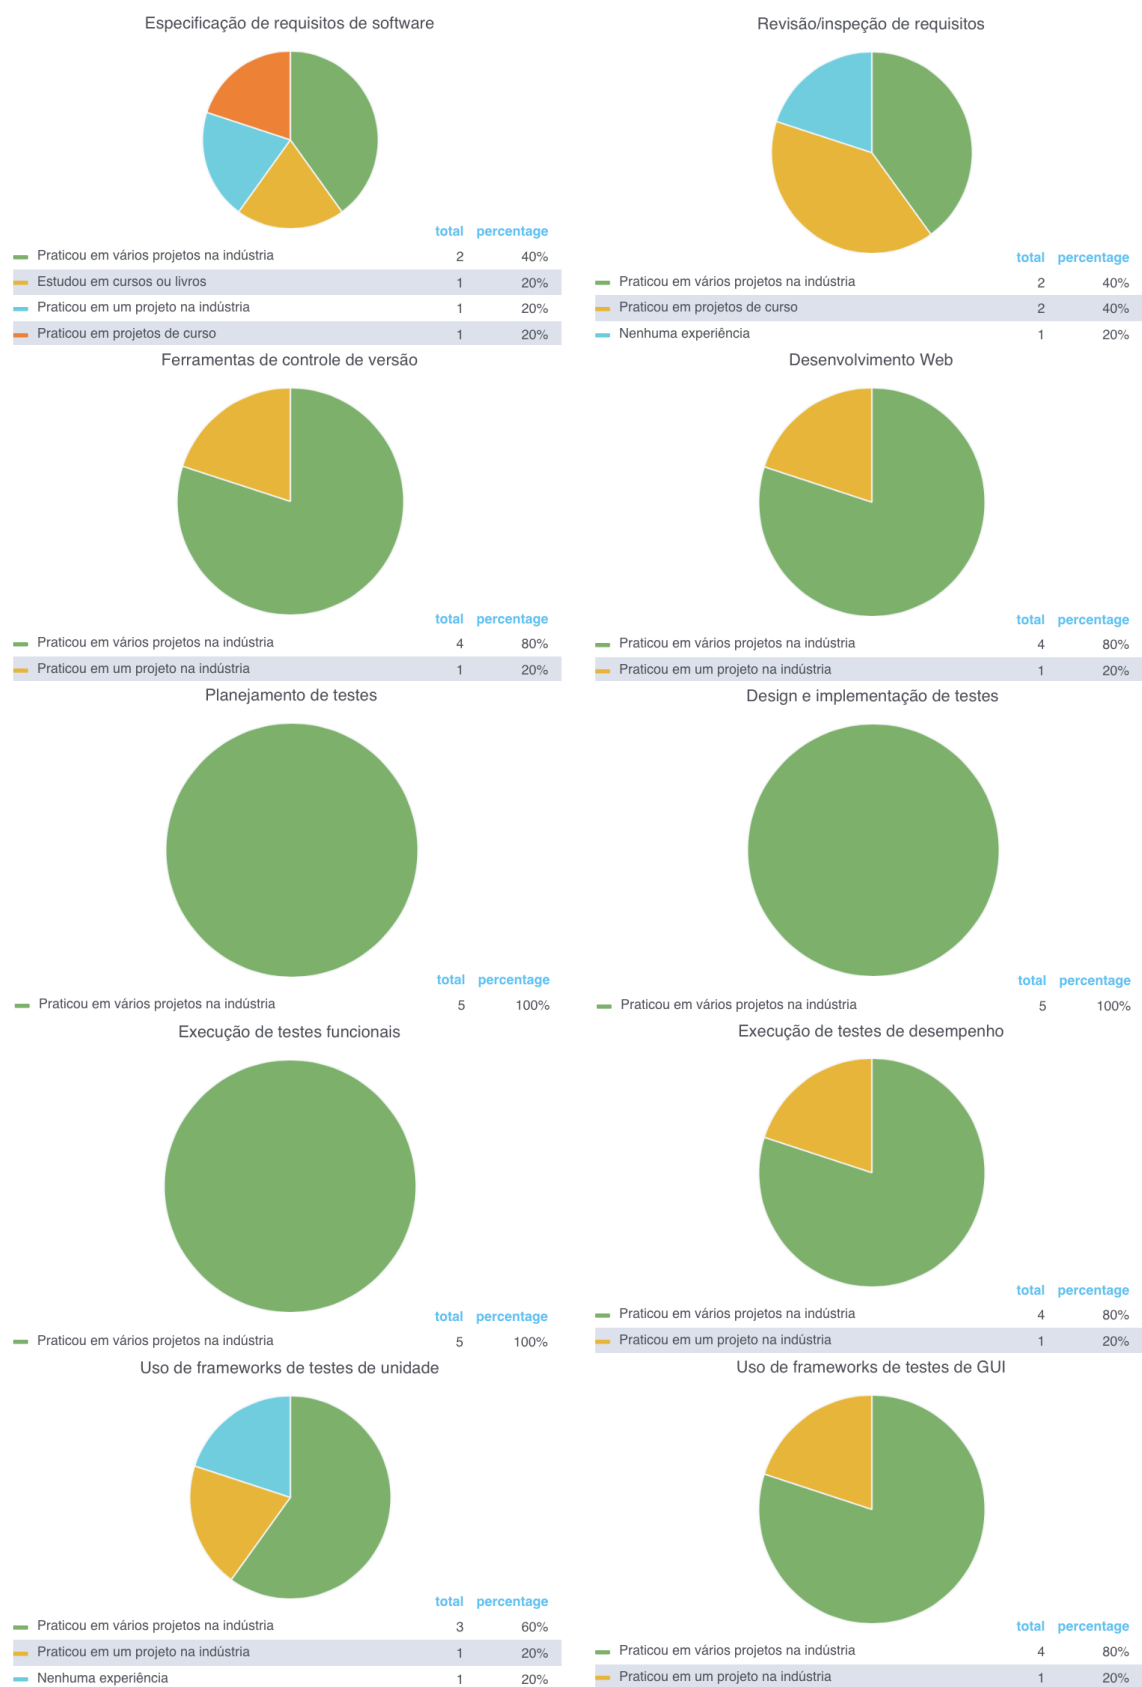 Especificação de requisitos de software
total percentage
Praticou em vários projetos na indústria 2 40%
Estudou em cursos ou livros 1 20%
Praticou em um projeto na indústria 1 20%
Praticou em projetos de curso 1 20%
Revisão/inspeção de requisitos
total percentage
Praticou em vários projetos na indústria 2 40%
Praticou em projetos de curso 2 40%
Nenhuma experiência 1 20%
Ferramentas de controle de versão
total percentage
Praticou em vários projetos na indústria 4 80%
Praticou em um projeto na indústria 1 20%
Desenvolvimento Web
total percentage
Praticou em vários projetos na indústria 4 80%
Praticou em um projeto na indústria 1 20%
Planejamento de testes
total percentage
Praticou em vários projetos na indústria 5 100%
Design e implementação de testes
total percentage
Praticou em vários projetos na indústria 5 100%
Execução de testes funcionais
total percentage
Praticou em vários projetos na indústria 5 100%
Execução de testes de desempenho
total percentage
Praticou em vários projetos na indústria 4 80%
Praticou em um projeto na indústria 1 20%
Uso de frameworks de testes de unidade
total percentage
Praticou em vários projetos na indústria 3 60%
Praticou em um projeto na indústria 1 20%
Nenhuma experiência 1 20%
Uso de frameworks de testes de GUI
total percentage
Praticou em vários projetos na indústria 4 80%
Praticou em um projeto na indústria 1 20%